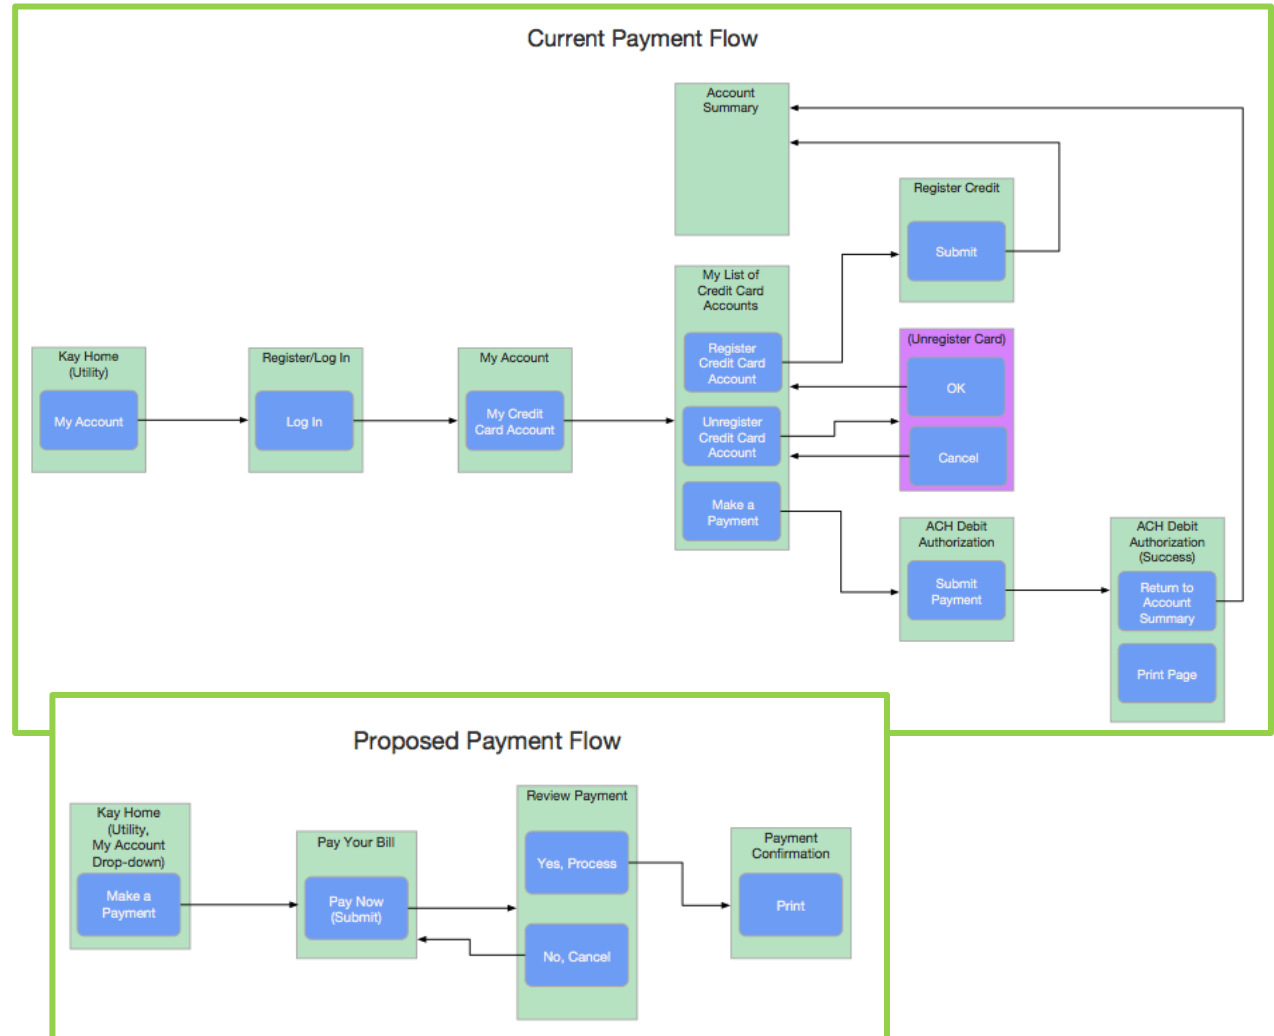 Current Payment Flow
Account
Summary
Register Credit
Submit
My List of
Credit Card
Accounts
Register
Credit Card
Account
Unregister
Credit Card
Account
Make a
Payment
(Unregister Card)
OK
Cancel
Kay Home
(Utility)
My Account
Register/Log In
Log In
My Account
My Credit
Card Account
ACH Debit
Authorization
Submit
Payment
ACH Debit
Authorization
(Success)
Return to
Account
Summary
Print Page
Proposed Payment Flow
Kay Home
(Utility,
My Account
Drop-down)
Make a
Payment
Pay Your Bill
Pay Now
(Submit)
Review Payment
Yes, Process
No, Cancel
Payment
Confirmation
Print